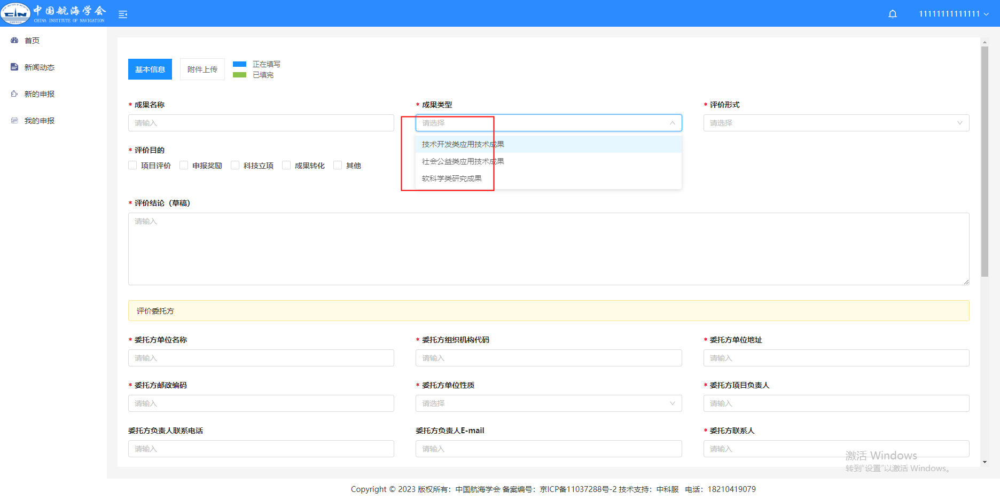 中国航海学会
CHINA INSTITUTE OF NAVIGATION
11111111111111
首页
新闻动态
新的申报
我的申报
基本信息
附件上传
正在填写
已填完
* 成果名称
请输入
* 成果类型
请选择
技术开发类应用技术成果
社会公益类应用技术成果
软科学类研究成果
* 评价形式
请选择
* 评价目的
项目评价 申报奖励 科技立项 成果转化 其他
* 评价结论（草稿）
请输入
评价委托方
* 委托方单位名称
请输入
* 委托方组织机构代码
请输入
* 委托方单位地址
请输入
* 委托方邮政编码
请输入
* 委托方单位性质
请选择
* 委托方项目负责人
请输入
委托方负责人联系电话
请输入
委托方负责人E-mail
请输入
* 委托方联系人
请输入
激活 Windows
转到"设置"以激活 Windows。
Copyright © 2023 版权所有：中国航海学会 备案编号：京ICP备11037288号-2 技术支持：中科服 电话：18210419079